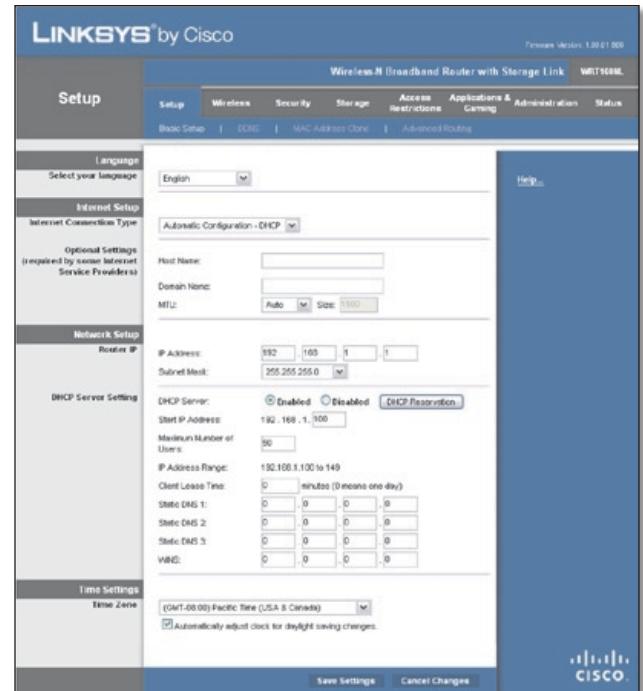 LINKSYS® by Cisco
Firmware Version: 1.00.01 B09
Wireless-N Broadband Router with Storage Link WRT160NL
Setup
Setup Wireless Security Storage Access Restrictions Applications & Gaming Administration Status
Basic Setup | DDNS | MAC Address Clone | Advanced Routing
Language
Select your language English
Help...
Internet Setup
Internet Connection Type Automatic Configuration - DHCP
Optional Settings
(required by some Internet
Service Providers)
Host Name:
Domain Name:
MTU: Auto Size: 1500
Network Setup
Router IP
IP Address: 192 . 168 . 1 . 1
Subnet Mask: 255.255.255.0
DHCP Server Setting
DHCP Server: Enabled Disabled DHCP Reservation
Start IP Address: 192 . 168 . 1. 100
Maximum Number of
Users: 50
IP Address Range: 192.168.1.100 to 149
Client Lease Time: 0 minutes (0 means one day)
Static DNS 1: 0 . 0 . 0 . 0
Static DNS 2: 0 . 0 . 0 . 0
Static DNS 3: 0 . 0 . 0 . 0
WINS: 0 . 0 . 0 . 0
Time Settings
Time Zone
(GMT-08:00) Pacific Time (USA & Canada)
Automatically adjust clock for daylight saving changes.
Save Settings Cancel Changes
CISCO.